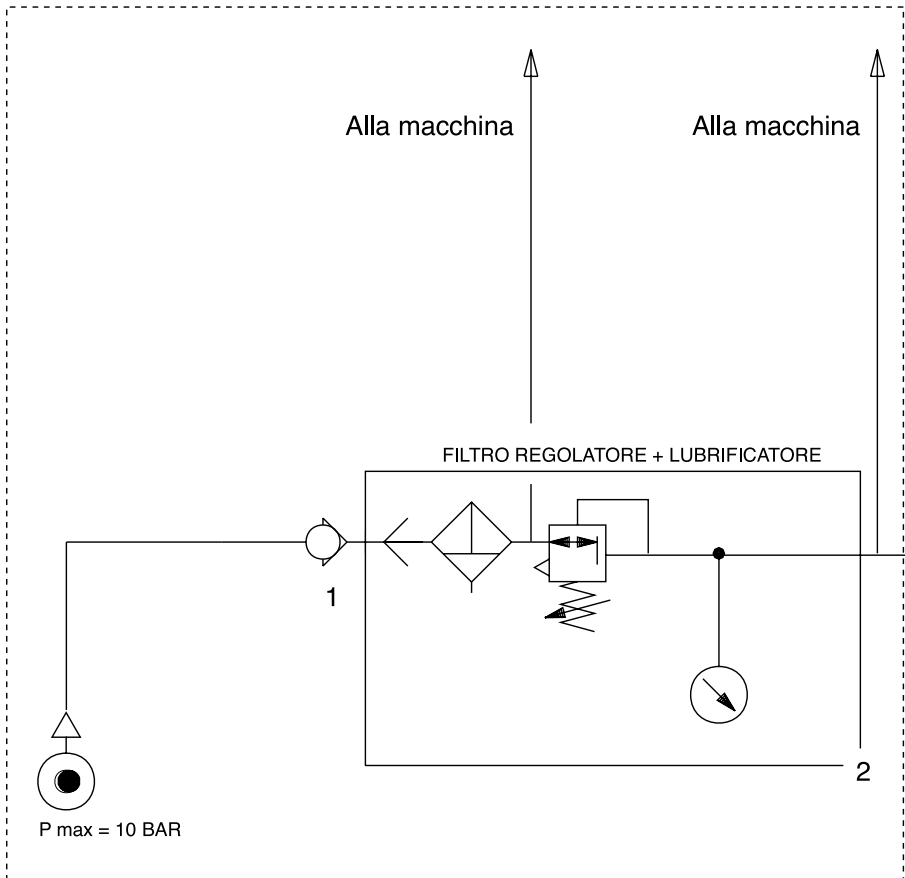 Alla macchina
Alla macchina
FILTRO REGOLATORE + LUBRIFICATORE
1
2
P max = 10 BAR